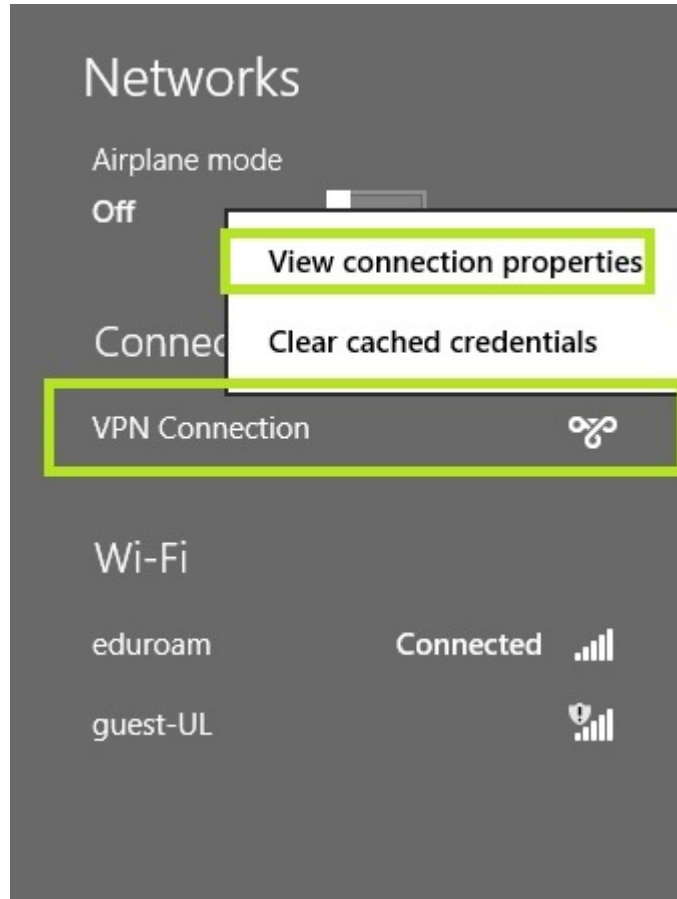 Networks
Airplane mode
Off
View connection properties
Connec
Clear cached credentials
VPN Connection
Wi-Fi
eduroam Connected
guest-UL